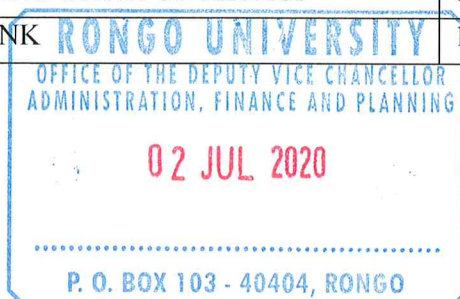 NK
RONGO UNIVERSITY
OFFICE OF THE DEPUTY VICE CHANCELLOR
ADMINISTRATION, FINANCE AND PLANNING
02 JUL 2020
P. O. BOX 103 - 40404, RONGO